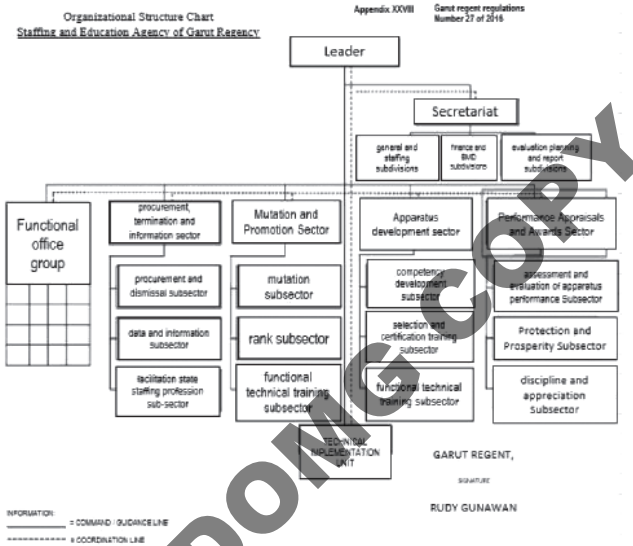 Organizational Structure Chart
Staffing and Education Agency of Garut Regency
Appendix XXVIII
Garut regent regulations
Number 27 of 2016
Leader
Secretariat
general and
staffing
subdivisions
finance and
BMD
subdivisions
evaluation planning
and report
subdivisions
Functional
office
group
procurement,
termination and
information sector
Mutation and
Promotion Sector
Apparatus
development sector
Performance Appraisals
and Awards Sector
procurement and
dismissal subsector
mutation
subsector
competency
development
subsector
assessment and
evaluation of apparatus
performance Subsector
data and information
subsector
rank subsector
selection and
certification training
subsector
Protection and
Prosperity Subsector
facilitation state
staffing profession
sub-sector
functional
technical training
subsector
functional technical
training subsector
discipline and
appreciation
Subsector
TECHNICAL
IMPLEMENTATION
UNIT
GARUT REGENT,
SIGNATURE
RUDY GUNAWAN
INFORMATION:
= COMMAND / GUIDANCE LINE
= COORDINATION LINE
DOMG COPY